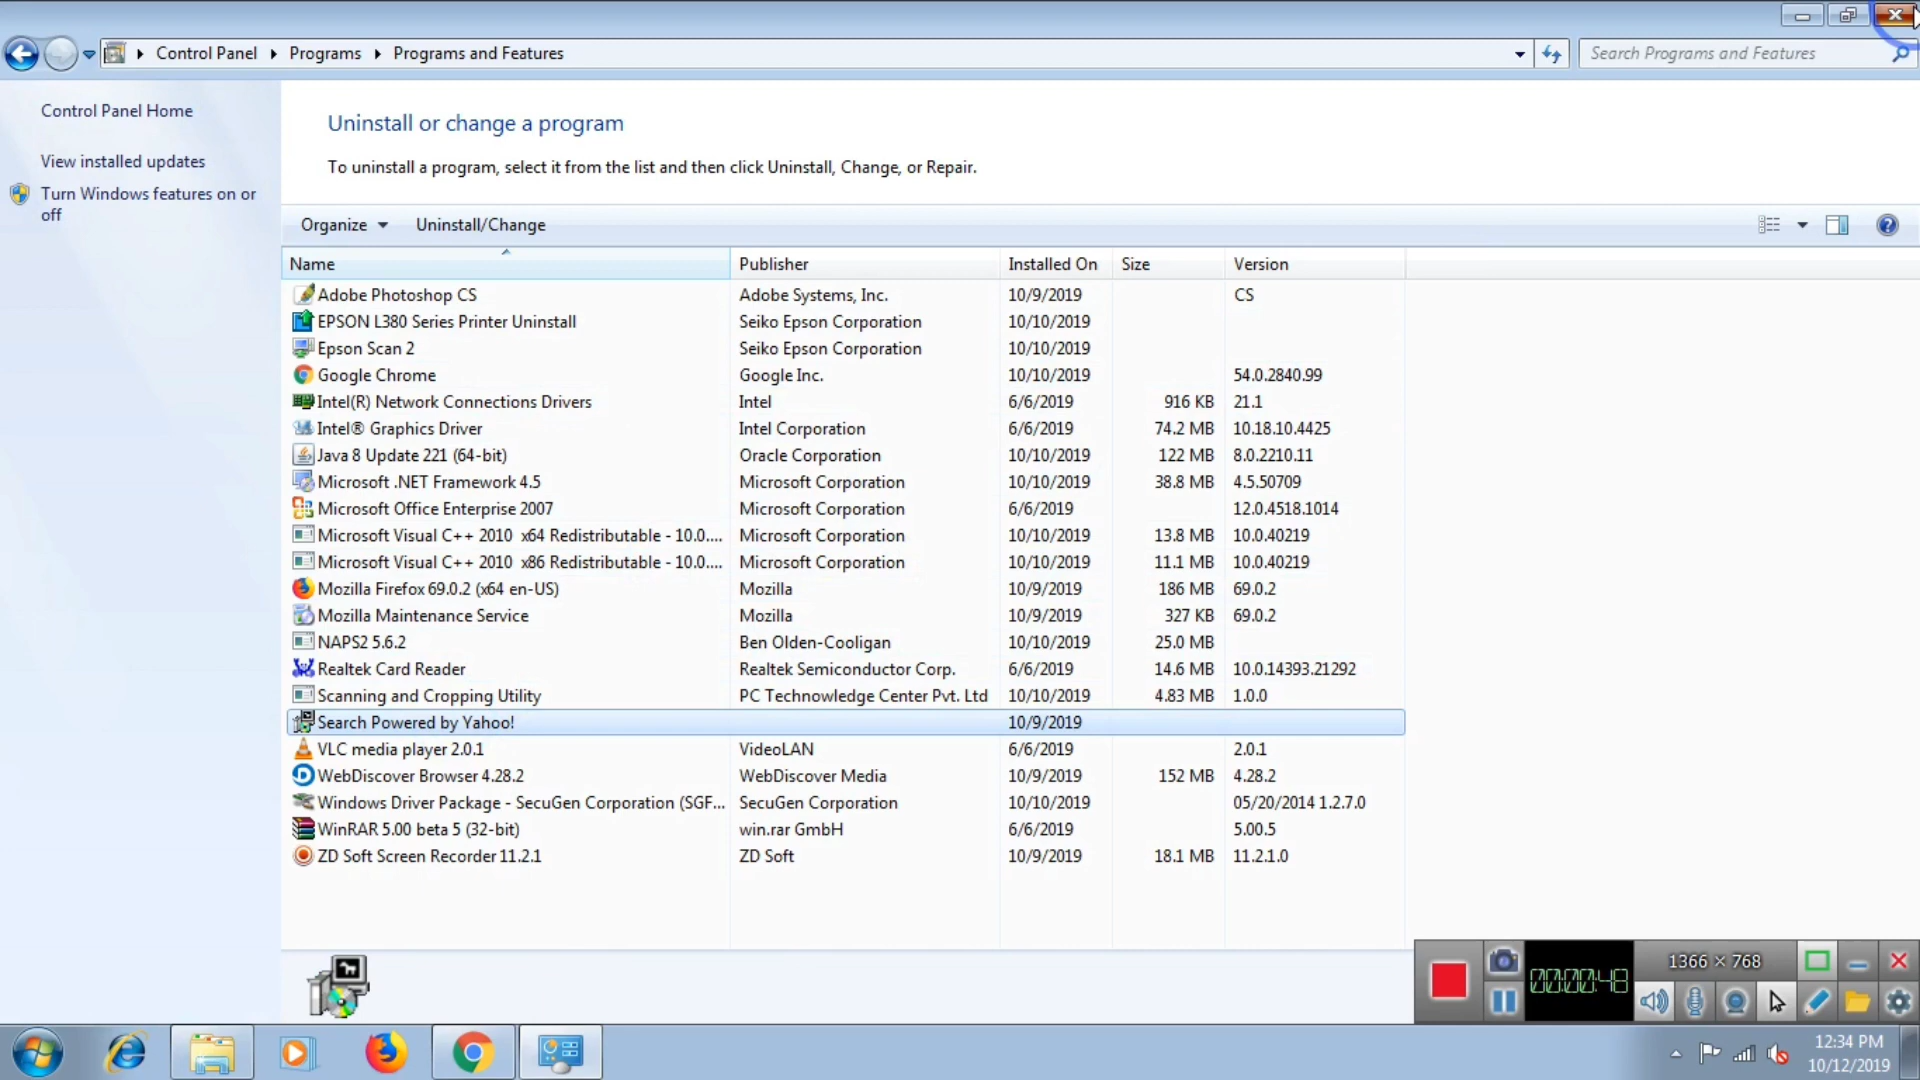 Control Panel Programs Programs and Features
Search Programs and Features
Control Panel Home
View installed updates
Turn Windows features on or
off
Uninstall or change a program
To uninstall a program, select it from the list and then click Uninstall, Change, or Repair.
Organize Uninstall/Change
Name Publisher Installed On Size Version
Adobe Photoshop CS Adobe Systems, Inc. 10/9/2019 CS
EPSON L380 Series Printer Uninstall Seiko Epson Corporation 10/10/2019
Epson Scan 2 Seiko Epson Corporation 10/10/2019
Google Chrome Google Inc. 10/10/2019 54.0.2840.99
Intel(R) Network Connections Drivers Intel 6/6/2019 916 KB 21.1
Intel® Graphics Driver Intel Corporation 6/6/2019 74.2 MB 10.18.10.4425
Java 8 Update 221 (64-bit) Oracle Corporation 10/10/2019 122 MB 8.0.2210.11
Microsoft .NET Framework 4.5 Microsoft Corporation 10/10/2019 38.8 MB 4.5.50709
Microsoft Office Enterprise 2007 Microsoft Corporation 6/6/2019 12.0.4518.1014
Microsoft Visual C++ 2010 x64 Redistributable - 10.0.... Microsoft Corporation 10/10/2019 13.8 MB 10.0.40219
Microsoft Visual C++ 2010 x86 Redistributable - 10.0.... Microsoft Corporation 10/10/2019 11.1 MB 10.0.40219
Mozilla Firefox 69.0.2 (x64 en-US) Mozilla 10/9/2019 186 MB 69.0.2
Mozilla Maintenance Service Mozilla 10/9/2019 327 KB 69.0.2
NAPS2 5.6.2 Ben Olden-Cooligan 10/10/2019 25.0 MB
Realtek Card Reader Realtek Semiconductor Corp. 6/6/2019 14.6 MB 10.0.14393.21292
Scanning and Cropping Utility PC Technowledge Center Pvt. Ltd 10/10/2019 4.83 MB 1.0.0
Search Powered by Yahoo! 10/9/2019
VLC media player 2.0.1 VideoLAN 6/6/2019 2.0.1
WebDiscover Browser 4.28.2 WebDiscover Media 10/9/2019 152 MB 4.28.2
Windows Driver Package - SecuGen Corporation (SGF... SecuGen Corporation 10/10/2019 05/20/2014 1.2.7.0
WinRAR 5.00 beta 5 (32-bit) win.rar GmbH 6/6/2019 5.00.5
ZD Soft Screen Recorder 11.2.1 ZD Soft 10/9/2019 18.1 MB 11.2.1.0
1366 × 768
00:00:48
12:34 PM
10/12/2019